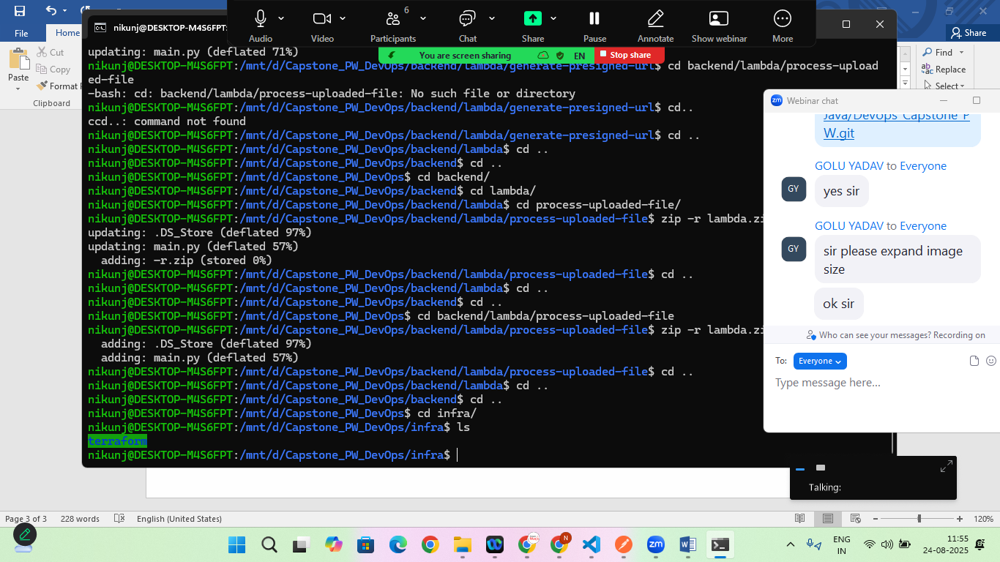 File
Home
Share
Paste
Cut
Copy
Format
Clipboard
Find
Replace
Select
nikunj@DESKTOP-M4S6FPT:
Audio
Video
6
Participants
Chat
Share
Pause
Annotate
Show webinar
More
You are screen sharing
EN
Stop share
updating: main.py (deflated 71%)
nikunj@DESKTOP-M4S6FPT:/mnt/d/Capstone_PW_DevOps/backend/lambda/generate-presigned-url$ cd backend/lambda/process-upload
ed-file
-bash: cd: backend/lambda/process-uploaded-file: No such file or directory
nikunj@DESKTOP-M4S6FPT:/mnt/d/Capstone_PW_DevOps/backend/lambda/generate-presigned-url$ cd..
ccd..: command not found
nikunj@DESKTOP-M4S6FPT:/mnt/d/Capstone_PW_DevOps/backend/lambda/generate-presigned-url$ cd ..
nikunj@DESKTOP-M4S6FPT:/mnt/d/Capstone_PW_DevOps/backend/lambda$ cd ..
nikunj@DESKTOP-M4S6FPT:/mnt/d/Capstone_PW_DevOps/backend$ cd ..
nikunj@DESKTOP-M4S6FPT:/mnt/d/Capstone_PW_DevOps$ cd backend/
nikunj@DESKTOP-M4S6FPT:/mnt/d/Capstone_PW_DevOps/backend$ cd lambda/
nikunj@DESKTOP-M4S6FPT:/mnt/d/Capstone_PW_DevOps/backend/lambda$ cd process-uploaded-file/
nikunj@DESKTOP-M4S6FPT:/mnt/d/Capstone_PW_DevOps/backend/lambda/process-uploaded-file$ zip -r lambda.zi
updating: .DS_Store (deflated 97%)
updating: main.py (deflated 57%)
adding: -r.zip (stored 0%)
nikunj@DESKTOP-M4S6FPT:/mnt/d/Capstone_PW_DevOps/backend/lambda/process-uploaded-file$ cd ..
nikunj@DESKTOP-M4S6FPT:/mnt/d/Capstone_PW_DevOps/backend/lambda$ cd ..
nikunj@DESKTOP-M4S6FPT:/mnt/d/Capstone_PW_DevOps/backend$ cd ..
nikunj@DESKTOP-M4S6FPT:/mnt/d/Capstone_PW_DevOps$ cd backend/lambda/process-uploaded-file
nikunj@DESKTOP-M4S6FPT:/mnt/d/Capstone_PW_DevOps/backend/lambda/process-uploaded-file$ zip -r lambda.zi
adding: .DS_Store (deflated 97%)
adding: main.py (deflated 57%)
nikunj@DESKTOP-M4S6FPT:/mnt/d/Capstone_PW_DevOps/backend/lambda/process-uploaded-file$ cd ..
nikunj@DESKTOP-M4S6FPT:/mnt/d/Capstone_PW_DevOps/backend/lambda$ cd ..
nikunj@DESKTOP-M4S6FPT:/mnt/d/Capstone_PW_DevOps/backend$ cd ..
nikunj@DESKTOP-M4S6FPT:/mnt/d/Capstone_PW_DevOps$ cd infra/
nikunj@DESKTOP-M4S6FPT:/mnt/d/Capstone_PW_DevOps/infra$ ls
terraform
nikunj@DESKTOP-M4S6FPT:/mnt/d/Capstone_PW_DevOps/infra$
zm Webinar chat
Java/Devops_Capstone_P
W.git
GOLU YADAV to Everyone
GY
yes sir
GOLU YADAV to Everyone
GY
sir please expand image
size
ok sir
Who can see your messages? Recording on
To: Everyone
Type message here...
Talking:
Page 3 of 3
228 words
English (United States)
120%
N
zm
ENG
IN
11:55
24-08-2025